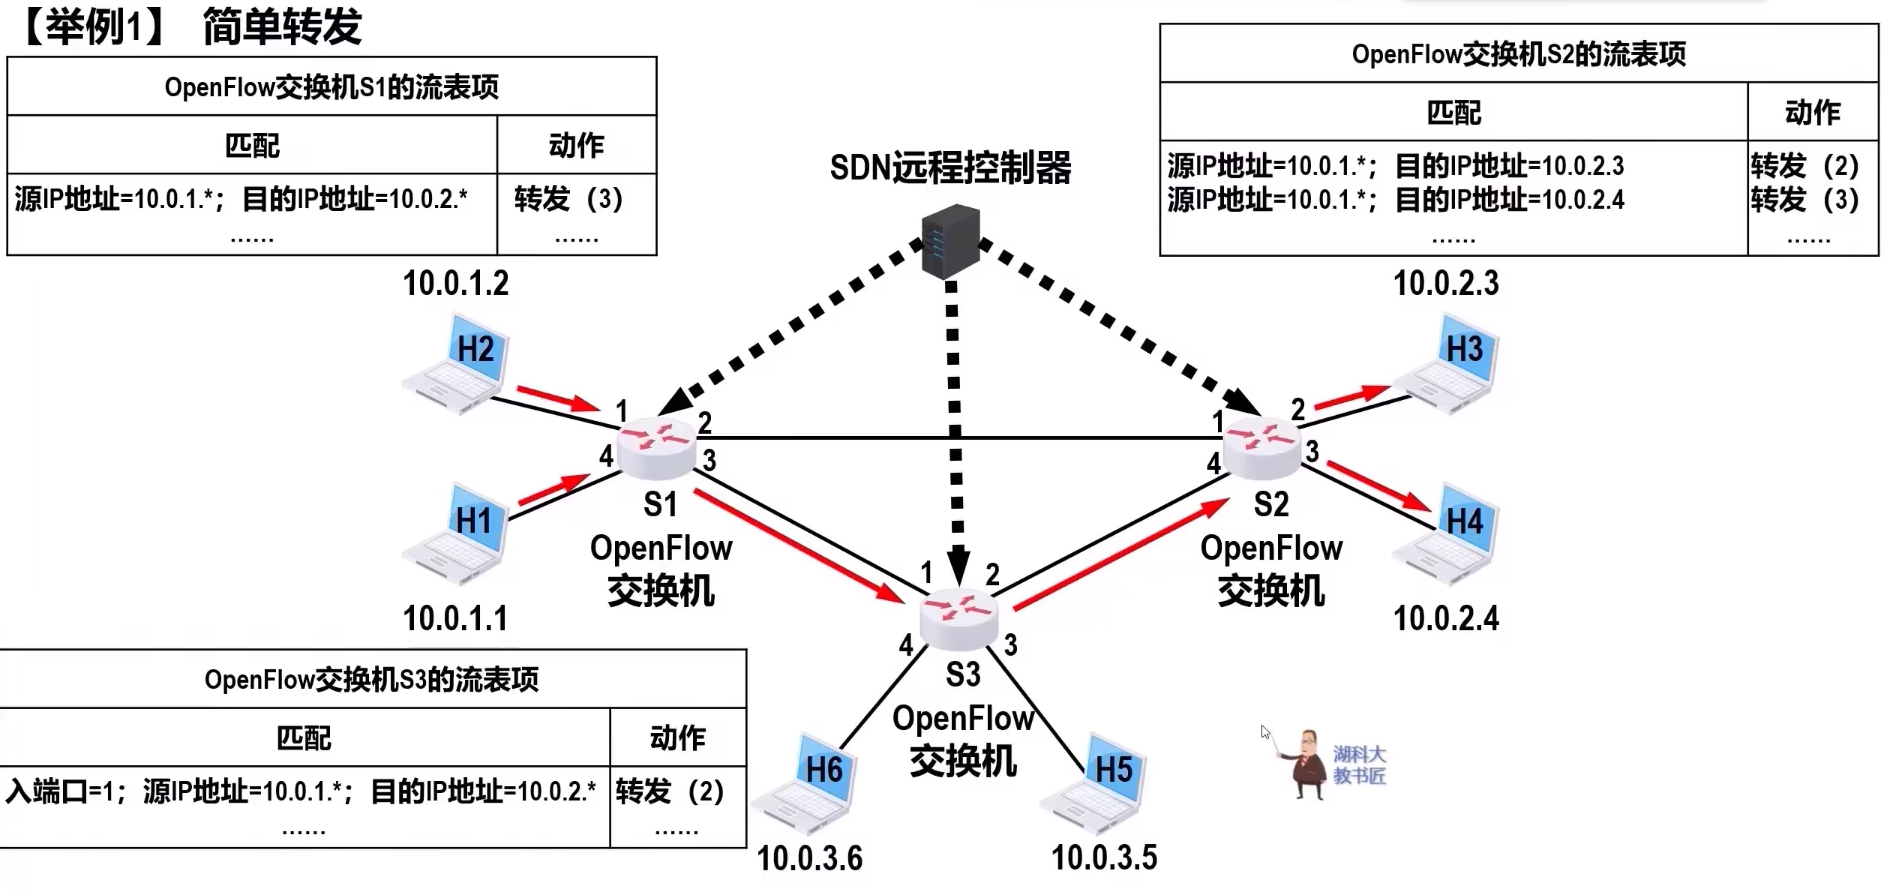 【举例1】 简单转发
OpenFlow交换机S1的流表项
匹配 动作
源IP地址=10.0.1.*；目的IP地址=10.0.2.* 转发（3）
...... ......
OpenFlow交换机S2的流表项
匹配 动作
源IP地址=10.0.1.*；目的IP地址=10.0.2.3 转发（2）
源IP地址=10.0.1.*；目的IP地址=10.0.2.4 转发（3）
...... ......
SDN远程控制器
10.0.1.2
H2
10.0.2.3
H3
1 2
4 3
S1
OpenFlow
交换机
H1
10.0.1.1
1 2
4 3
S2
OpenFlow
交换机
H4
10.0.2.4
1 2
4 3
S3
OpenFlow
交换机
H6
10.0.3.6
H5
10.0.3.5
OpenFlow交换机S3的流表项
匹配 动作
入端口=1；源IP地址=10.0.1.*；目的IP地址=10.0.2.* 转发（2）
...... ......
湖科大
教书匠